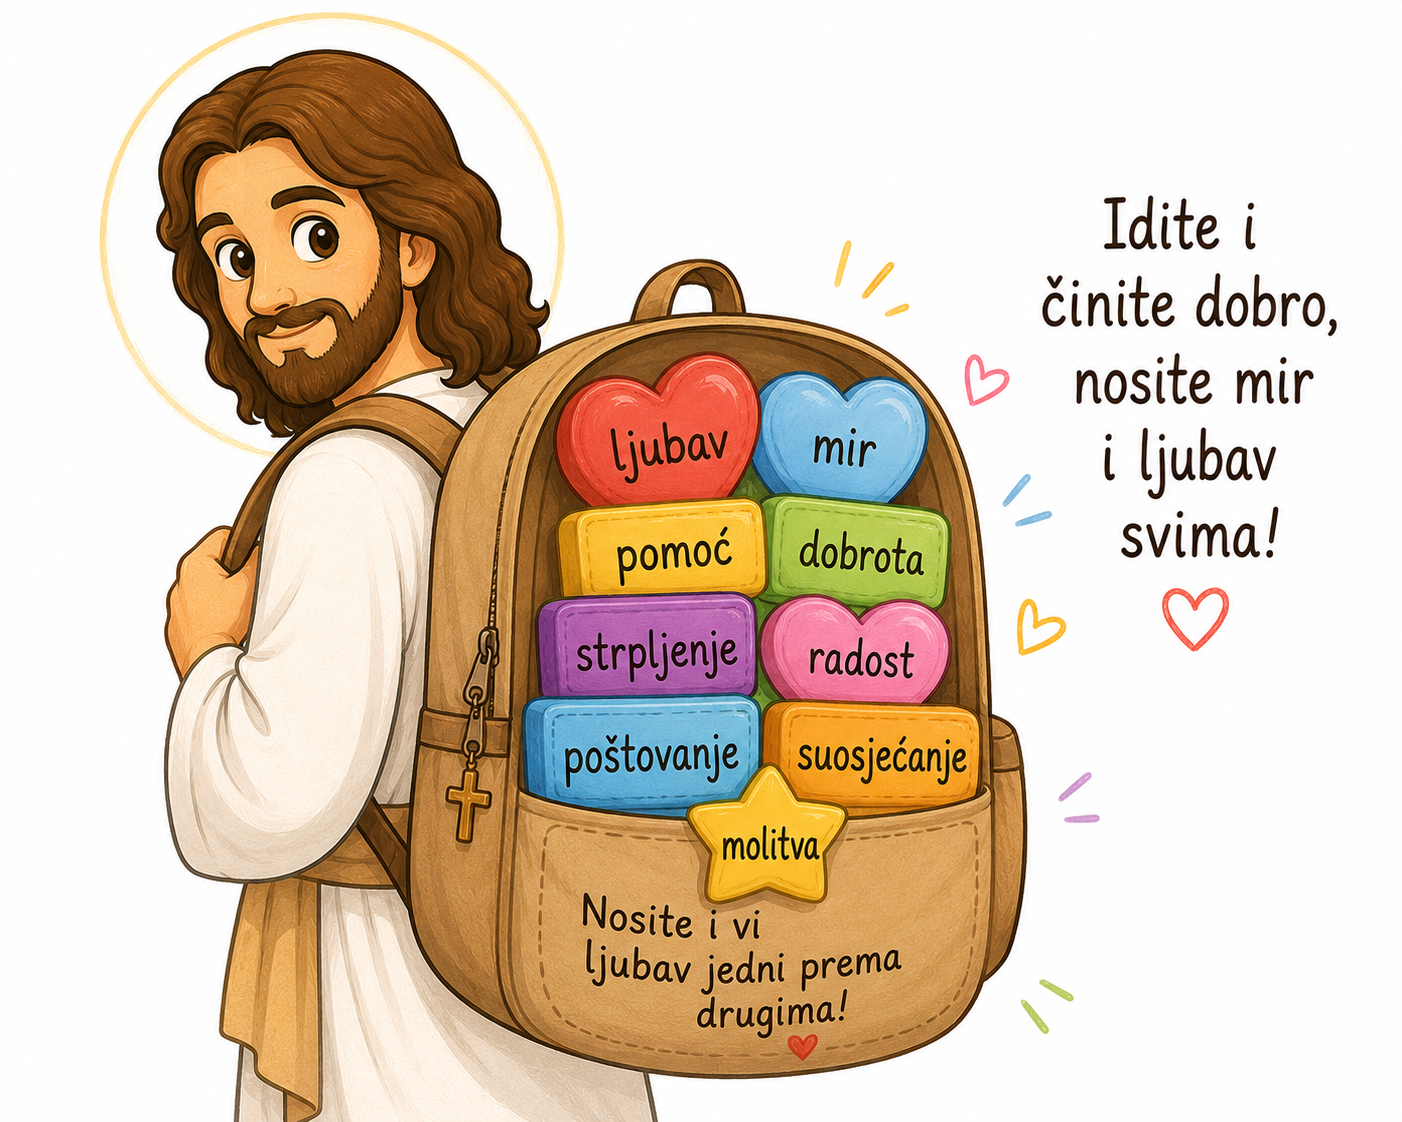 Idite i
činite dobro,
nosite mir
i ljubav
svima!
ljubav
mir
pomoć
dobrota
strpljenje
radost
poštovanje
suosjećanje
molitva
Nosite i vi
ljubav jedni prema
drugima!